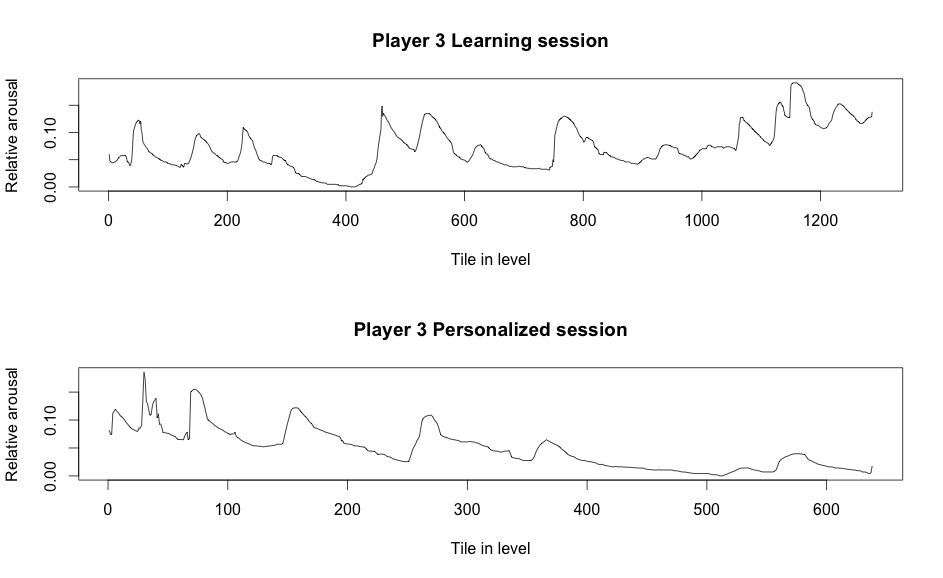 Player 3 Learning session
Relative arousal
0.00 0.10
0 200 400 600 800 1000 1200
Tile in level
Player 3 Personalized session
Relative arousal
0.00 0.10
0 100 200 300 400 500 600
Tile in level